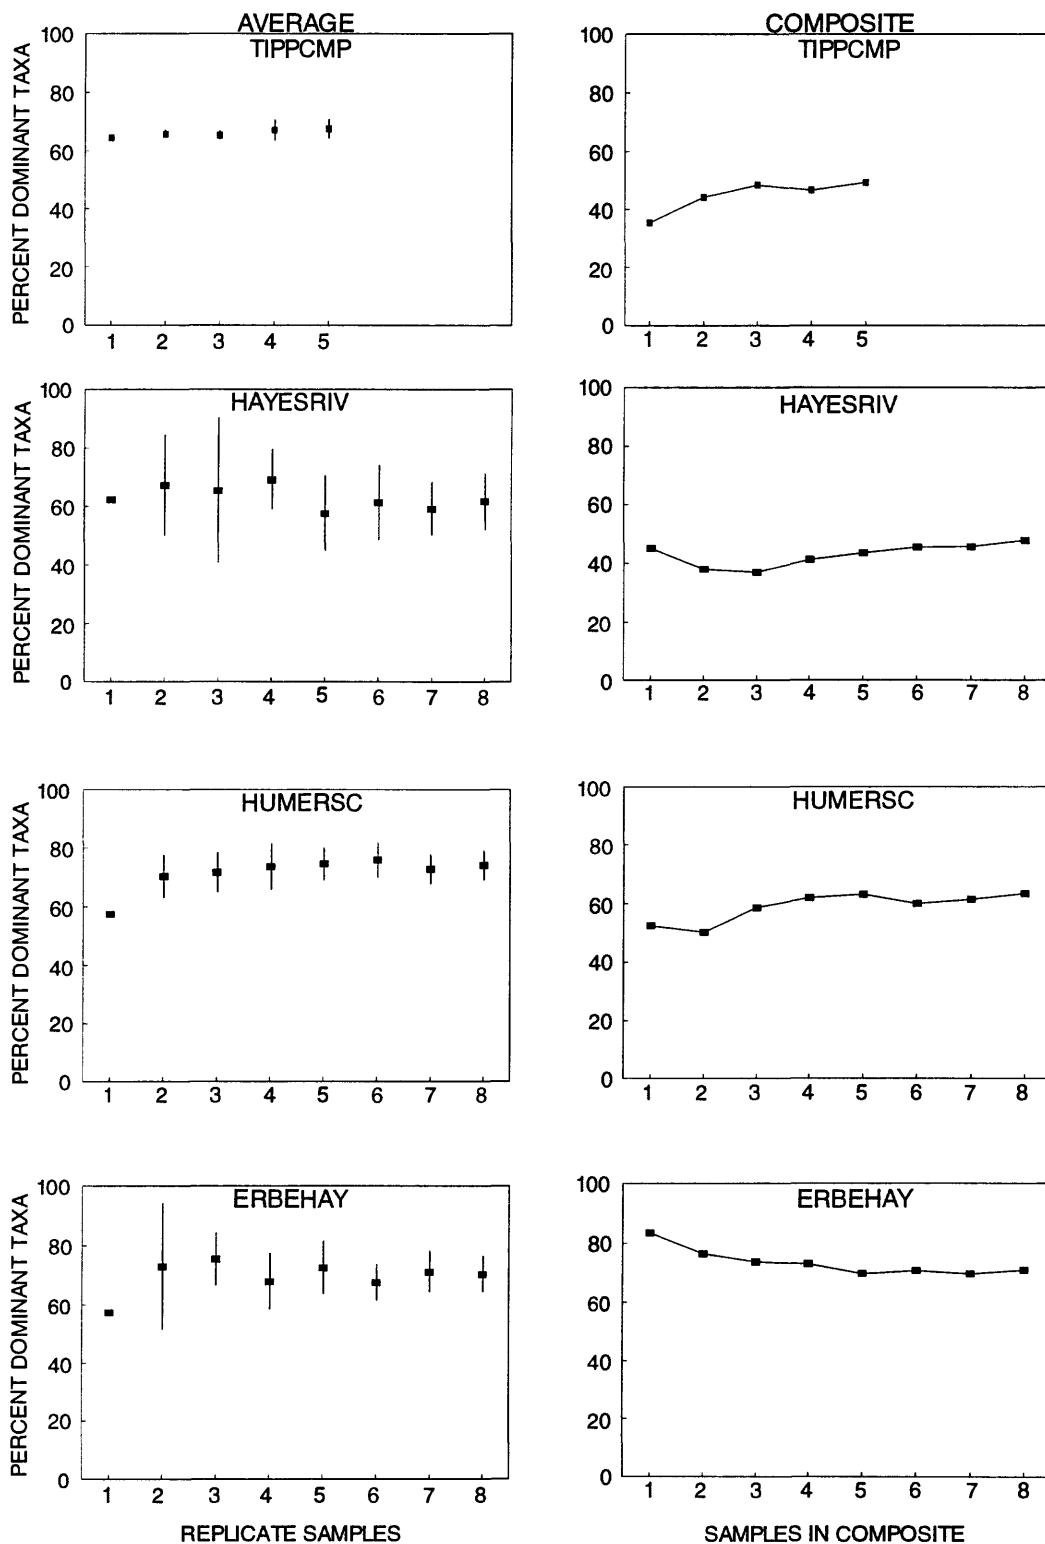 AVERAGE
TIPPCMP
PERCENT DOMINANT TAXA
100
80
60
40
20
0
1 2 3 4 5
COMPOSITE
TIPPCMP
100
80
60
40
20
0
1 2 3 4 5
HAYESRIV
PERCENT DOMINANT TAXA
100
80
60
40
20
0
1 2 3 4 5 6 7 8
HAYESRIV
100
80
60
40
20
0
1 2 3 4 5 6 7 8
HUMERSC
PERCENT DOMINANT TAXA
100
80
60
40
20
0
1 2 3 4 5 6 7 8
HUMERSC
100
80
60
40
20
0
1 2 3 4 5 6 7 8
ERBEHAY
PERCENT DOMINANT TAXA
100
80
60
40
20
0
1 2 3 4 5 6 7 8
REPLICATE SAMPLES
ERBEHAY
100
80
60
40
20
0
1 2 3 4 5 6 7 8
SAMPLES IN COMPOSITE